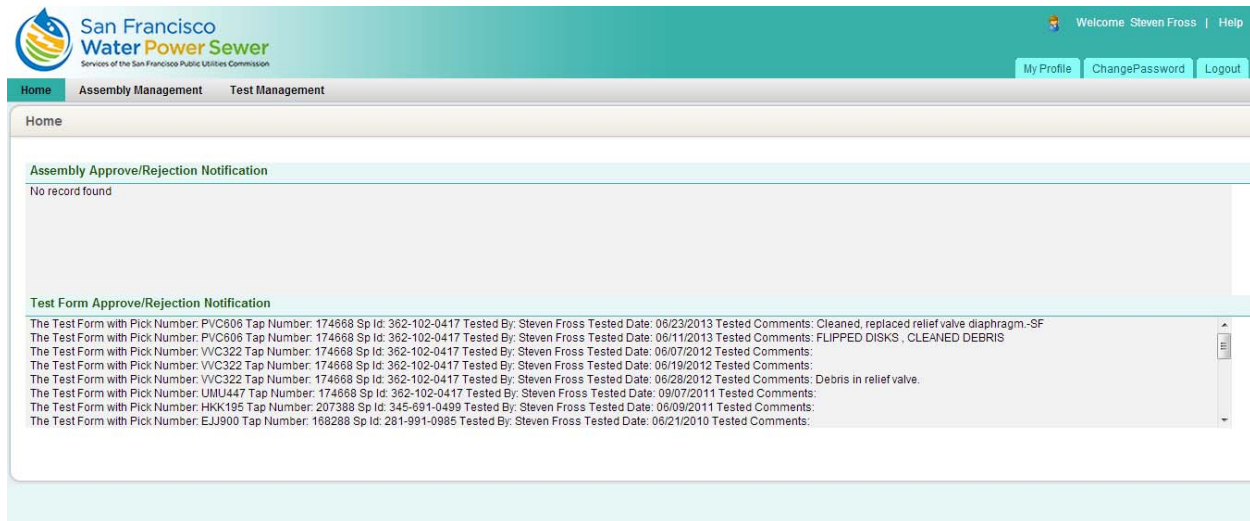 San Francisco
Water Power Sewer
Services of the San Francisco Public Utilities Commission
Welcome Steven Fross | Help
My Profile ChangePassword Logout
Home Assembly Management Test Management
Home
Assembly Approve/Rejection Notification
No record found
Test Form Approve/Rejection Notification
The Test Form with Pick Number: PVC606 Tap Number: 174668 Sp Id: 362-102-0417 Tested By: Steven Fross Tested Date: 06/23/2013 Tested Comments: Cleaned, replaced relief valve diaphragm.-SF
The Test Form with Pick Number: PVC606 Tap Number: 174668 Sp Id: 362-102-0417 Tested By: Steven Fross Tested Date: 06/11/2013 Tested Comments: FLIPPED DISKS , CLEANED DEBRIS
The Test Form with Pick Number: VVC322 Tap Number: 174668 Sp Id: 362-102-0417 Tested By: Steven Fross Tested Date: 06/07/2012 Tested Comments:
The Test Form with Pick Number: VVC322 Tap Number: 174668 Sp Id: 362-102-0417 Tested By: Steven Fross Tested Date: 06/19/2012 Tested Comments:
The Test Form with Pick Number: VVC322 Tap Number: 174668 Sp Id: 362-102-0417 Tested By: Steven Fross Tested Date: 06/28/2012 Tested Comments: Debris in relief valve.
The Test Form with Pick Number: UMU447 Tap Number: 174668 Sp Id: 362-102-0417 Tested By: Steven Fross Tested Date: 09/07/2011 Tested Comments:
The Test Form with Pick Number: HKK195 Tap Number: 207388 Sp Id: 345-691-0499 Tested By: Steven Fross Tested Date: 06/09/2011 Tested Comments:
The Test Form with Pick Number: EJJ900 Tap Number: 168288 Sp Id: 281-991-0985 Tested By: Steven Fross Tested Date: 06/21/2010 Tested Comments: